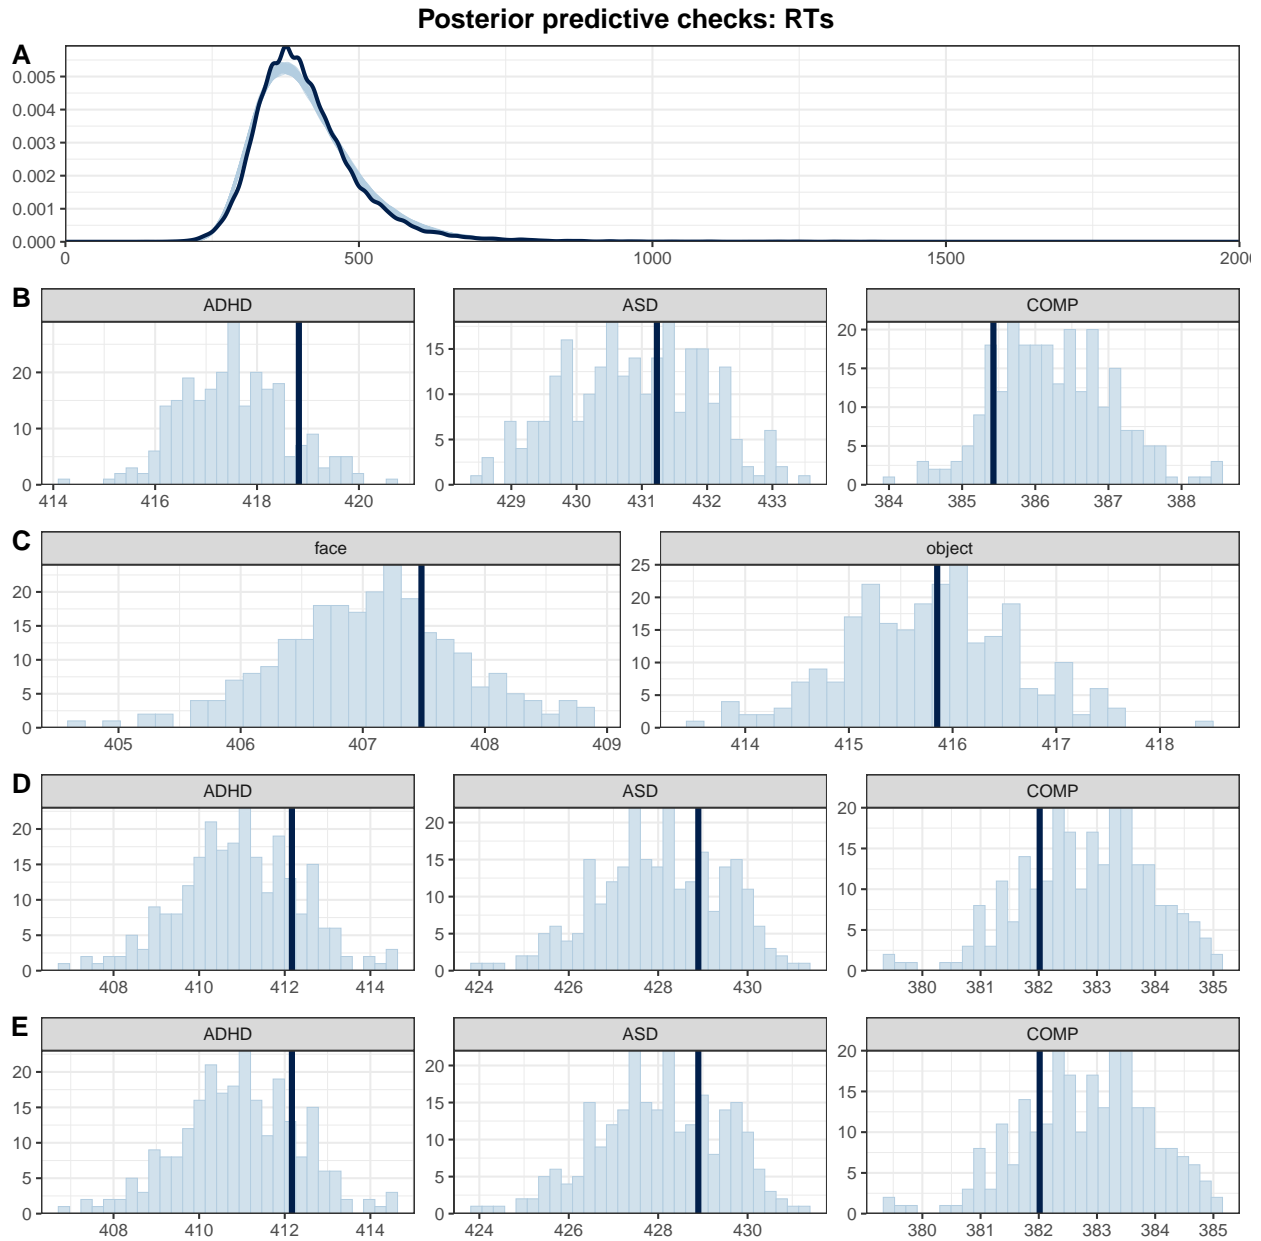 Posterior predictive checks: RTs
A
0.005
0.004
0.003
0.002
0.001
0.000
0 500 1000 1500 2000
B
ADHD ASD COMP
20
10
0
15
10
5
0
20
15
10
5
0
414 416 418 420
429 430 431 432 433
384 385 386 387 388
C
face object
20
15
10
5
0
25
20
15
10
5
0
405 406 407 408 409
414 415 416 417 418
D
ADHD ASD COMP
20
15
10
5
0
20
15
10
5
0
20
15
10
5
0
408 410 412 414
424 426 428 430
380 381 382 383 384 385
E
ADHD ASD COMP
20
15
10
5
0
20
15
10
5
0
20
15
10
5
0
408 410 412 414
424 426 428 430
380 381 382 383 384 385